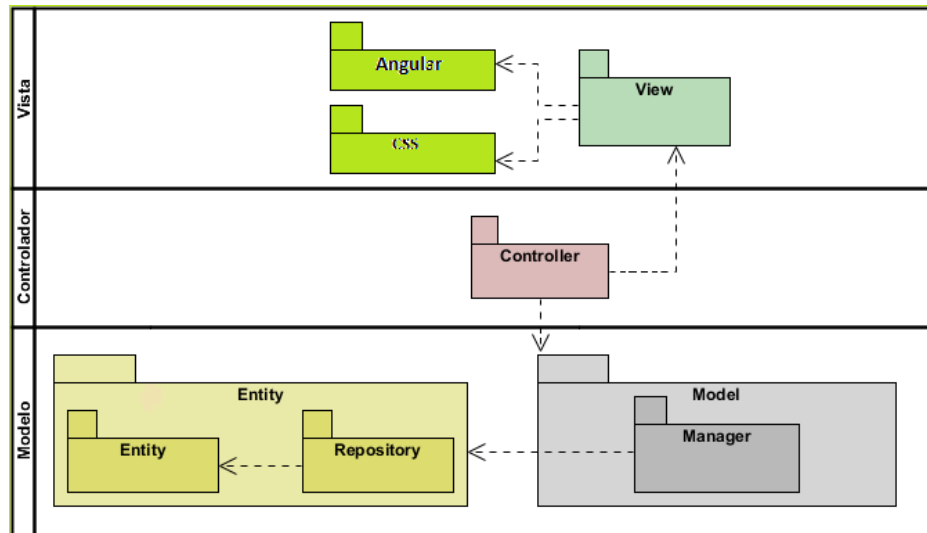 Vista
Angular
View
CSS
Controlador
Controller
Modelo
Entity
Model
Entity
Repository
Manager